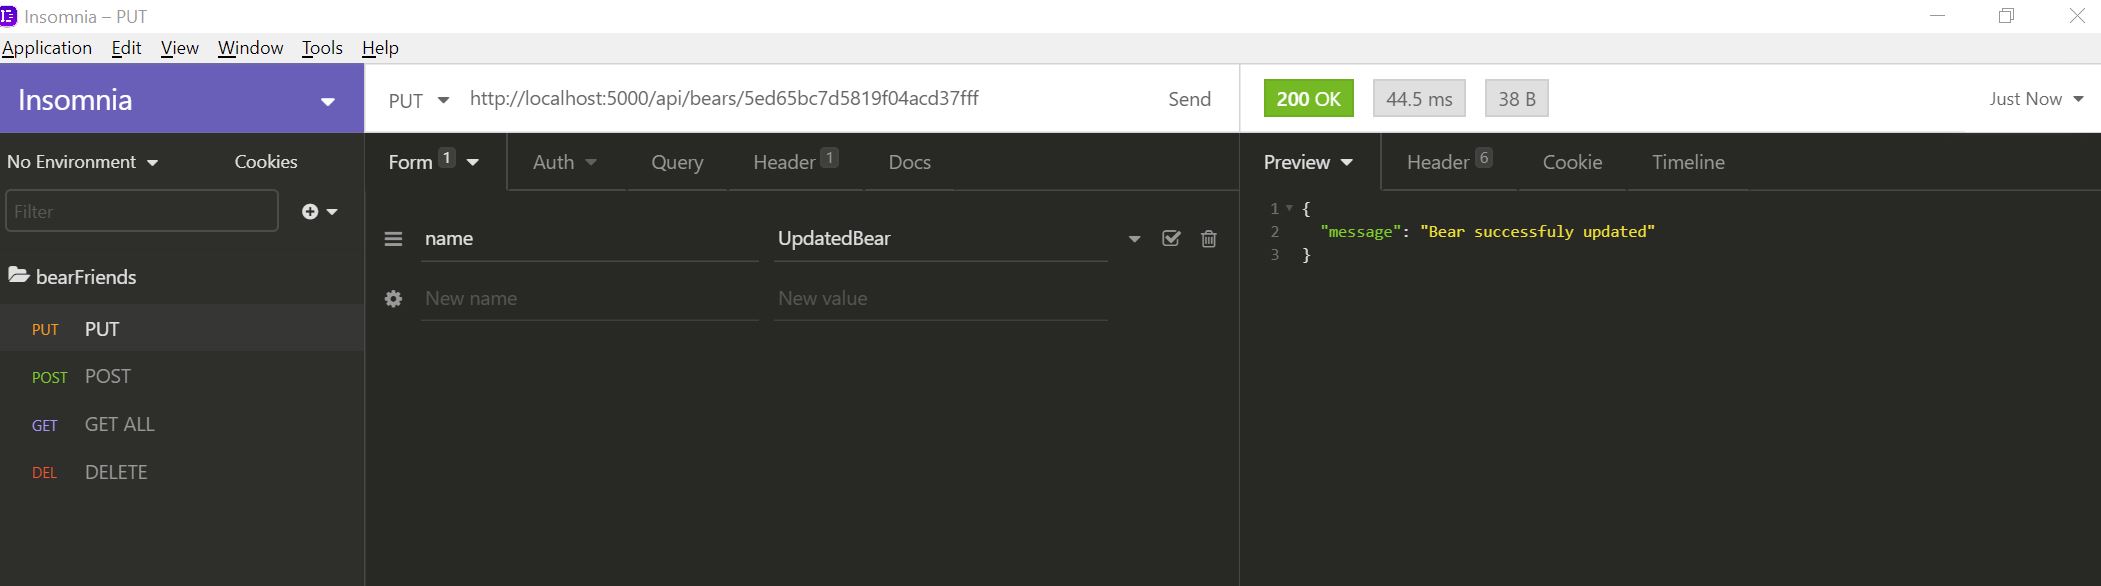 Insomnia – PUT
Application Edit View Window Tools Help
Insomnia
PUT http://localhost:5000/api/bears/5ed65bc7d5819f04acd37fff Send
200 OK 44.5 ms 38 B Just Now
No Environment Cookies
Form 1 Auth Query Header 1 Docs
Preview Header 6 Cookie Timeline
Filter
name UpdatedBear
New name New value
1 {
2 "message": "Bear successfuly updated"
3 }
bearFriends
PUT PUT
POST POST
GET GET ALL
DEL DELETE